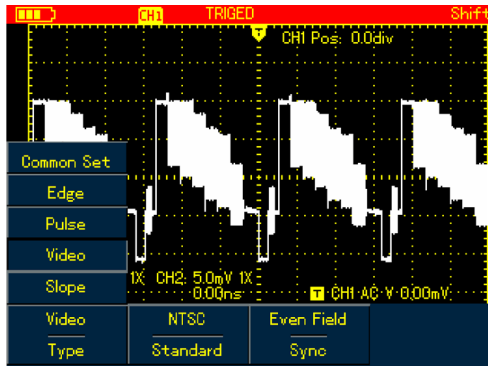 CH1 TRIGED Shift
T
CH1 Pos: 0.0div
Common Set
Edge
Pulse
Video
Slope
1X CH2: 5.0mV 1X
0.00ns
T CH1 AC V 0.00mV
Video NTSC Even Field
Type Standard Sync